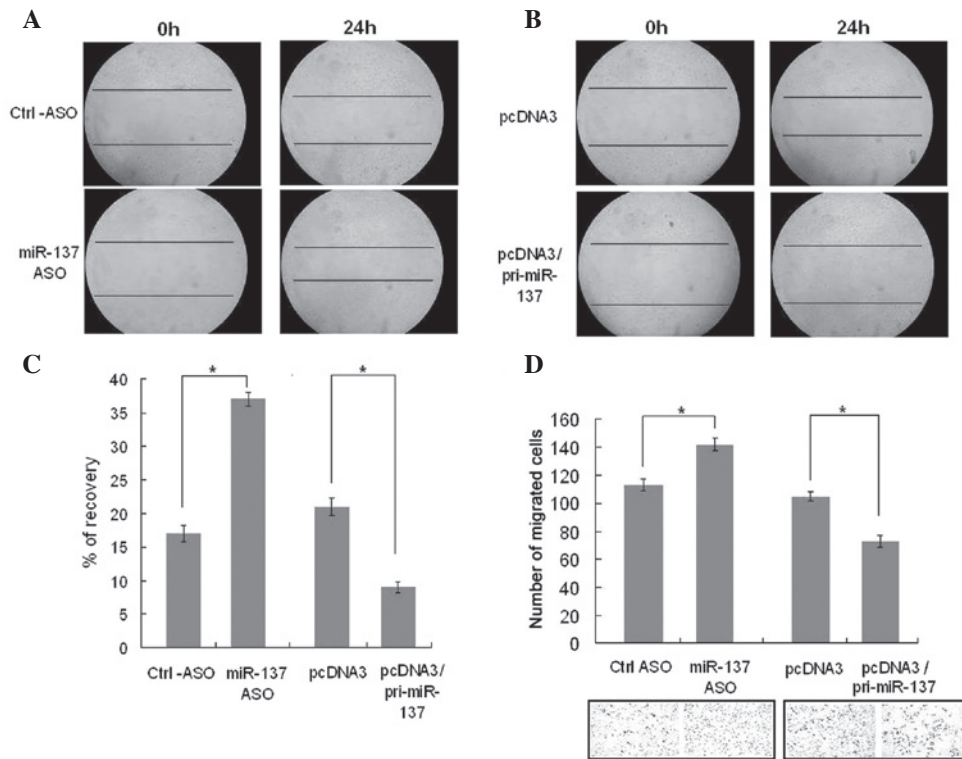 A
0h
24h
Ctrl -ASO
miR-137
ASO
B
0h
24h
pcDNA3
pcDNA3/
pri-miR-
137
C
% of recovery
40
35
30
25
20
15
10
5
0
*
*
Ctrl -ASO
miR-137
ASO
pcDNA3
pcDNA3/
pri-miR-
137
D
Number of migrated cells
160
140
120
100
80
60
40
20
0
*
*
Ctrl ASO
miR-137
ASO
pcDNA3
pcDNA3 /
pri-miR-137